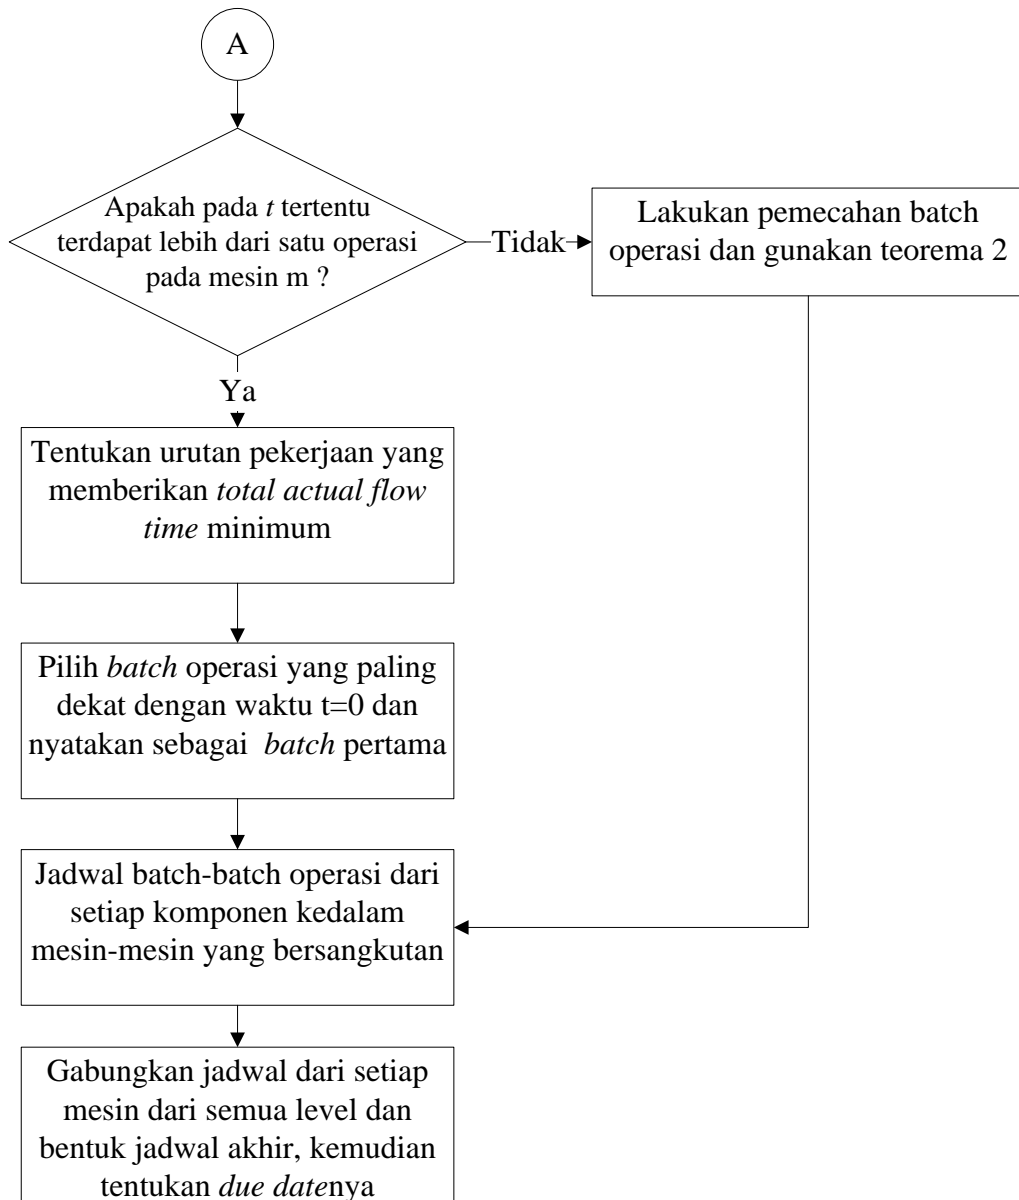 A
Apakah pada t tertentu
terdapat lebih dari satu operasi
pada mesin m ?
Tidak
Lakukan pemecahan batch
operasi dan gunakan teorema 2
Ya
Tentukan urutan pekerjaan yang
memberikan total actual flow
time minimum
Pilih batch operasi yang paling
dekat dengan waktu t=0 dan
nyatakan sebagai batch pertama
Jadwal batch-batch operasi dari
setiap komponen kedalam
mesin-mesin yang bersangkutan
Gabungkan jadwal dari setiap
mesin dari semua level dan
bentuk jadwal akhir, kemudian
tentukan due datenya